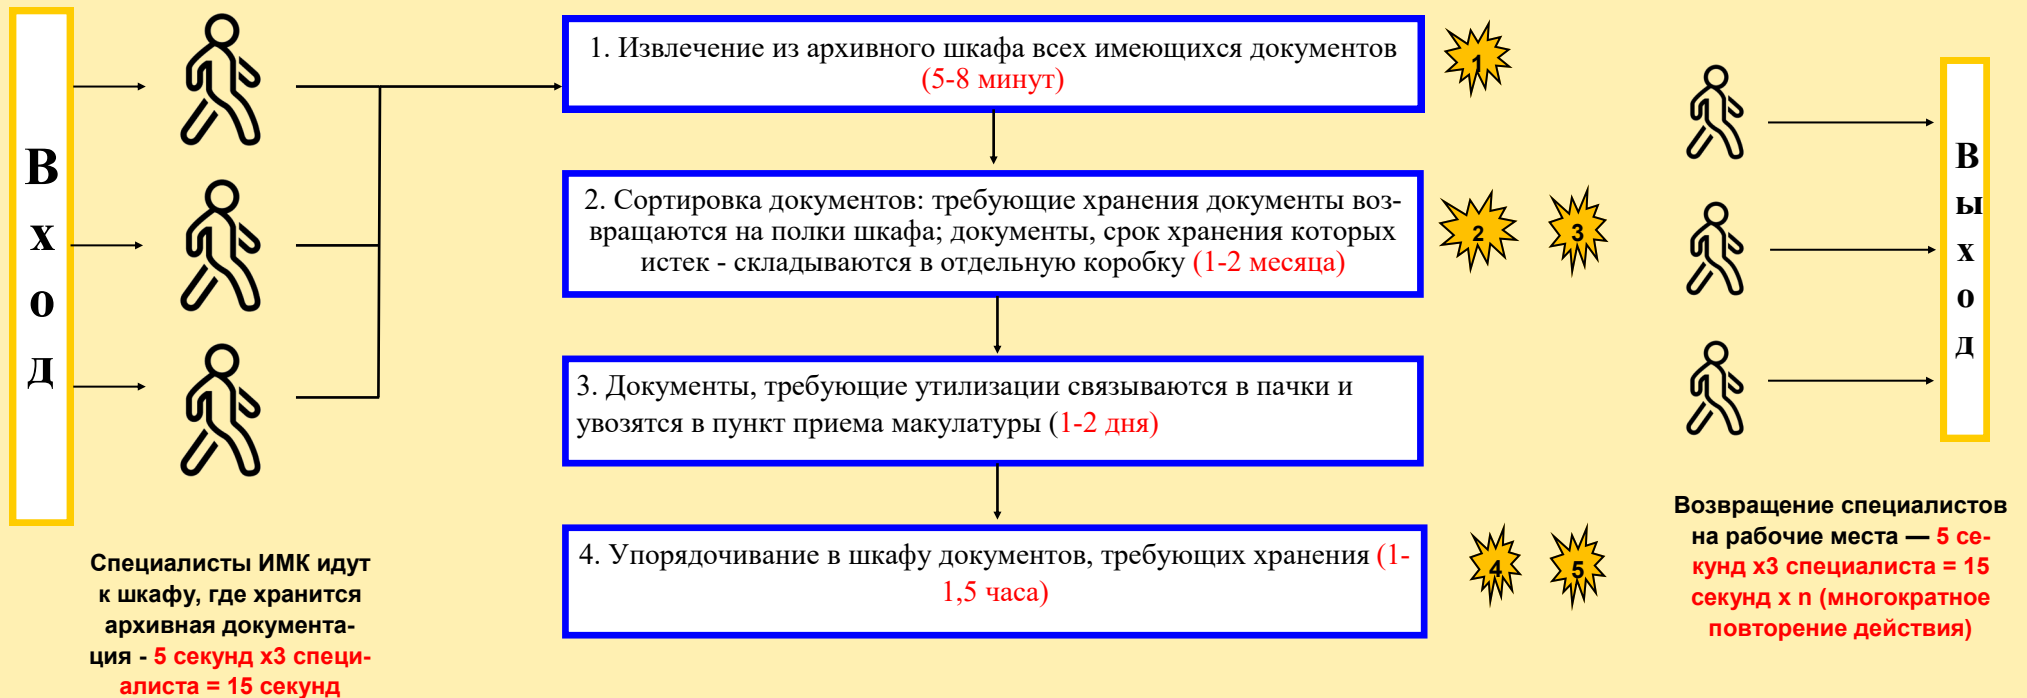 Вход
Специалисты ИМК идут
к шкафу, где хранится
архивная документа-
ция - 5 секунд х3 специ-
алиста = 15 секунд
1. Извлечение из архивного шкафа всех имеющихся документов
(5-8 минут)
1
2. Сортировка документов: требующие хранения документы воз-
вращаются на полки шкафа; документы, срок хранения которых
истек - складываются в отдельную коробку (1-2 месяца)
2
3
3. Документы, требующие утилизации связываются в пачки и
увозятся в пункт приема макулатуры (1-2 дня)
4. Упорядочивание в шкафу документов, требующих хранения (1-
1,5 часа)
4
5
Выход
Возвращение специалистов
на рабочие места — 5 се-
кунд х3 специалиста = 15
секунд х n (многократное
повторение действия)